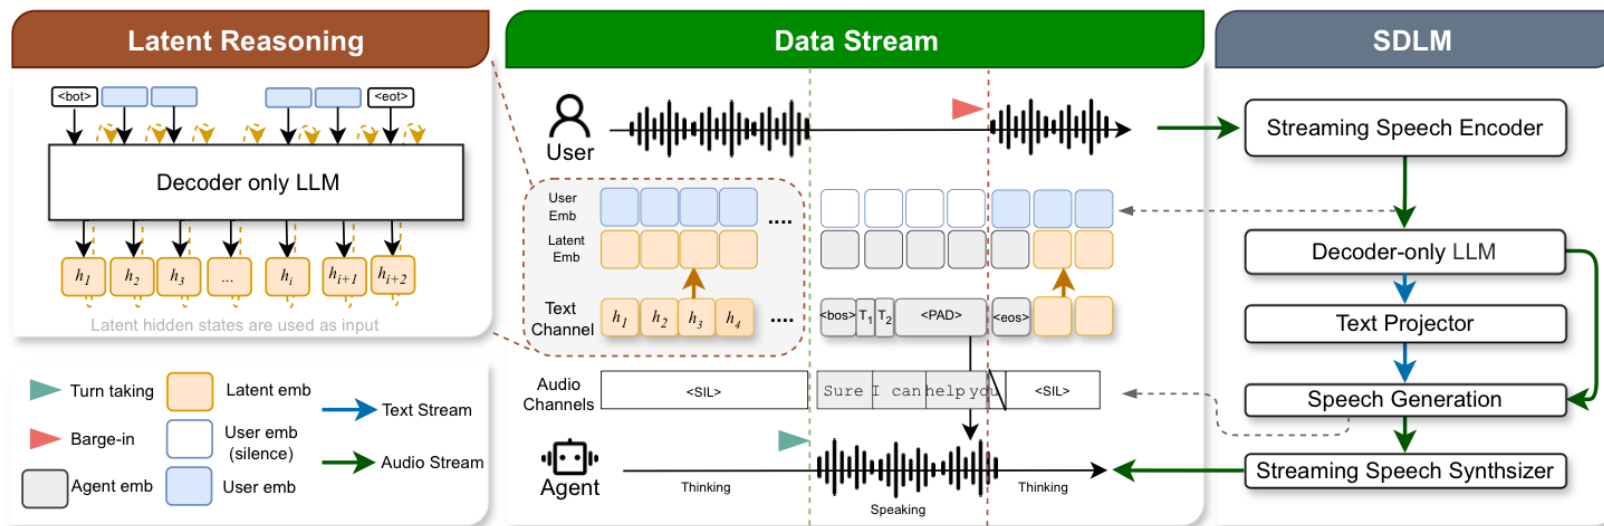 Latent Reasoning
<bot>
<eot>
Decoder only LLM
h1
h2
h3
...
hi
hi+1
hi+2
Latent hidden states are used as input
Turn taking
Barge-in
Agent emb
Latent emb
User emb
(silence)
User emb
Text Stream
Audio Stream
Data Stream
User
User
Emb
....
Latent
Emb
Text
Channel
h1
h2
h3
h4
....
<bos>
T1
T2
<PAD>
<eos>
Audio
Channels
<SIL>
Sure I can help you
<SIL>
Agent
Thinking
Speaking
Thinking
SDLM
Streaming Speech Encoder
Decoder-only LLM
Text Projector
Speech Generation
Streaming Speech Synthsizer